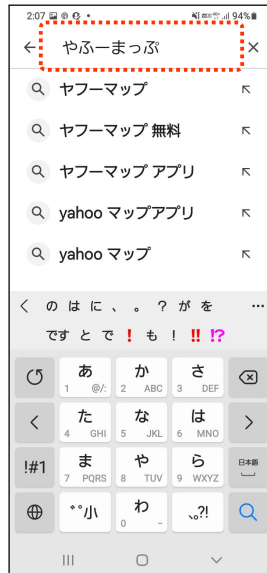 2:07 94%
やふーまっぷ
ヤフーマップ
ヤフーマップ 無料
ヤフーマップ アプリ
yahoo マップアプリ
yahoo マップ
の は に 、 。 ? が を
です と で ! も ! !! !?
あ か さ
1 @/: 2 ABC 3 DEF
た な は
4 GHI 5 JKL 6 MNO
!#1 ま や ら 日本語
7 PQRS 8 TUV 9 WXYZ
゛゜小 わ 、。?!
0 _